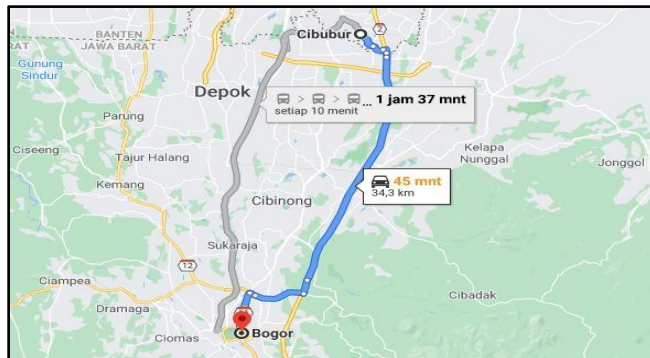 BANTEN
JAWA BARAT
Cibubur
2
Gunung
Sindur
Depok
... 1 jam 37 mnt
setiap 10 menit
Parung
Ciseeng
Tajur Halang
Kelapa
Nunggal
Jonggol
Kemang
45 mnt
34,3 km
Cibinong
Sukaraja
12
Ciampea
Cibadak
Dramaga
Ciomas
Bogor